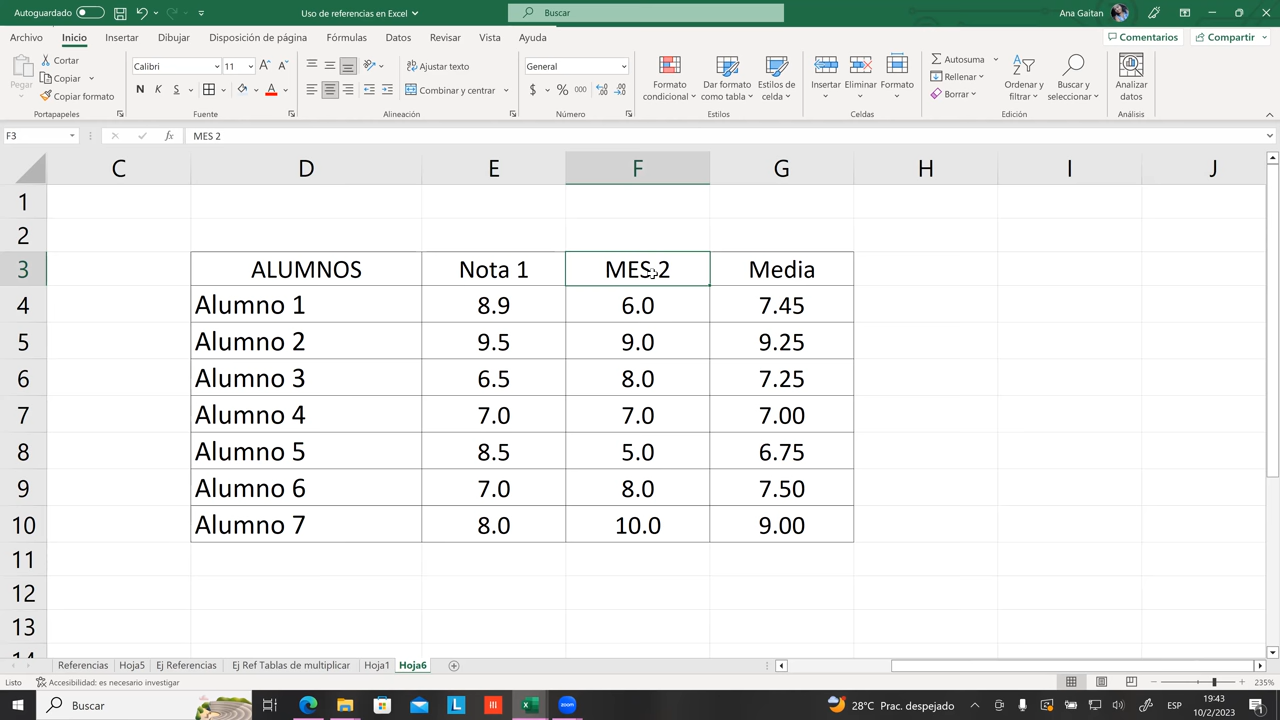 Autoguardado
Uso de referencias en Excel
Buscar
Ana Gaitan
Archivo Inicio Insertar Dibujar Disposición de página Fórmulas Datos Revisar Vista Ayuda
Comentarios Compartir
Pegar
Cortar
Copiar
Copiar formato
Portapapeles
Calibri 11
N K S
Fuente
Ajustar texto
Combinar y centrar
Alineación
General
$ % 000
Número
Formato condicional
Dar formato como tabla
Estilos de celda
Estilos
Insertar Eliminar Formato
Celdas
Autosuma
Rellenar
Borrar
Ordenar y filtrar
Buscar y seleccionar
Edición
Analizar datos
Análisis
F3 fx MES 2
C D E F G H I J
1
2
3 ALUMNOS Nota 1 MES 2 Media
4 Alumno 1 8.9 6.0 7.45
5 Alumno 2 9.5 9.0 9.25
6 Alumno 3 6.5 8.0 7.25
7 Alumno 4 7.0 7.0 7.00
8 Alumno 5 8.5 5.0 6.75
9 Alumno 6 7.0 8.0 7.50
10 Alumno 7 8.0 10.0 9.00
11
12
13
14
Referencias Hoja5 Ej Referencias Ej Ref Tablas de multiplicar Hoja1 Hoja6
Listo Accesibilidad: es necesario investigar 235%
Buscar
28°C Prac. despejado ESP 19:43
10/2/2023